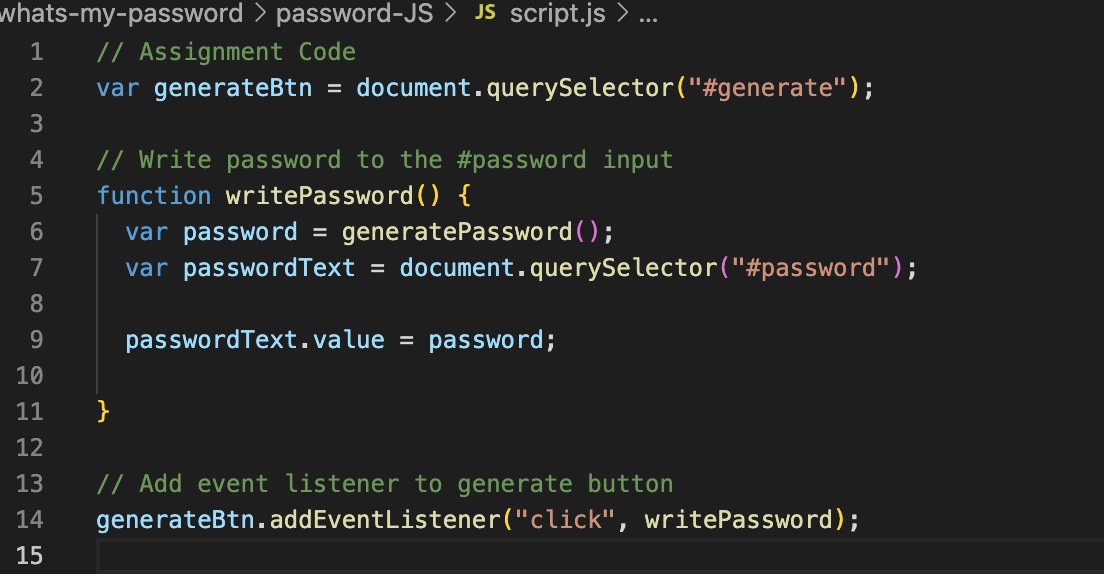 whats-my-password > password-JS > JS script.js > ...
1 // Assignment Code
2 var generateBtn = document.querySelector("#generate");
3
4 // Write password to the #password input
5 function writePassword() {
6 var password = generatePassword();
7 var passwordText = document.querySelector("#password");
8
9 passwordText.value = password;
10
11 }
12
13 // Add event listener to generate button
14 generateBtn.addEventListener("click", writePassword);
15